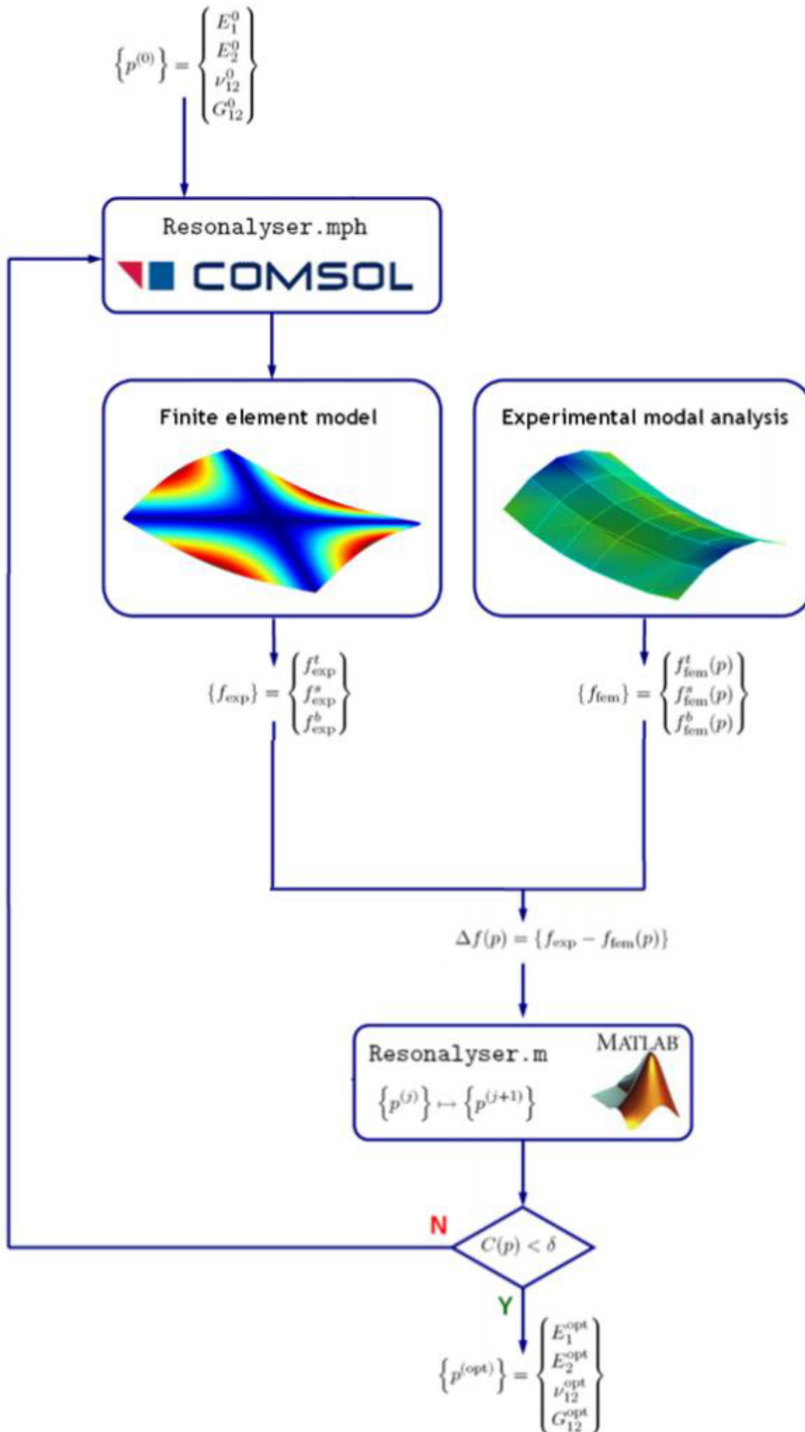 {p^(0)} = {E_1^0
E_2^0
ν_12^0
G_12^0}
Resonalyser.mph
COMSOL
Finite element model
Experimental modal analysis
{f_exp} = {f_exp^t
f_exp^s
f_exp^b}
{f_fem} = {f_fem^t(p)
f_fem^s(p)
f_fem^b(p)}
Δf(p) = {f_exp − f_fem(p)}
Resonalyser.m
MATLAB
{p^(j)} ↦ {p^(j+1)}
N
C(p) < δ
Y
{p^(opt)} = {E_1^opt
E_2^opt
ν_12^opt
G_12^opt}